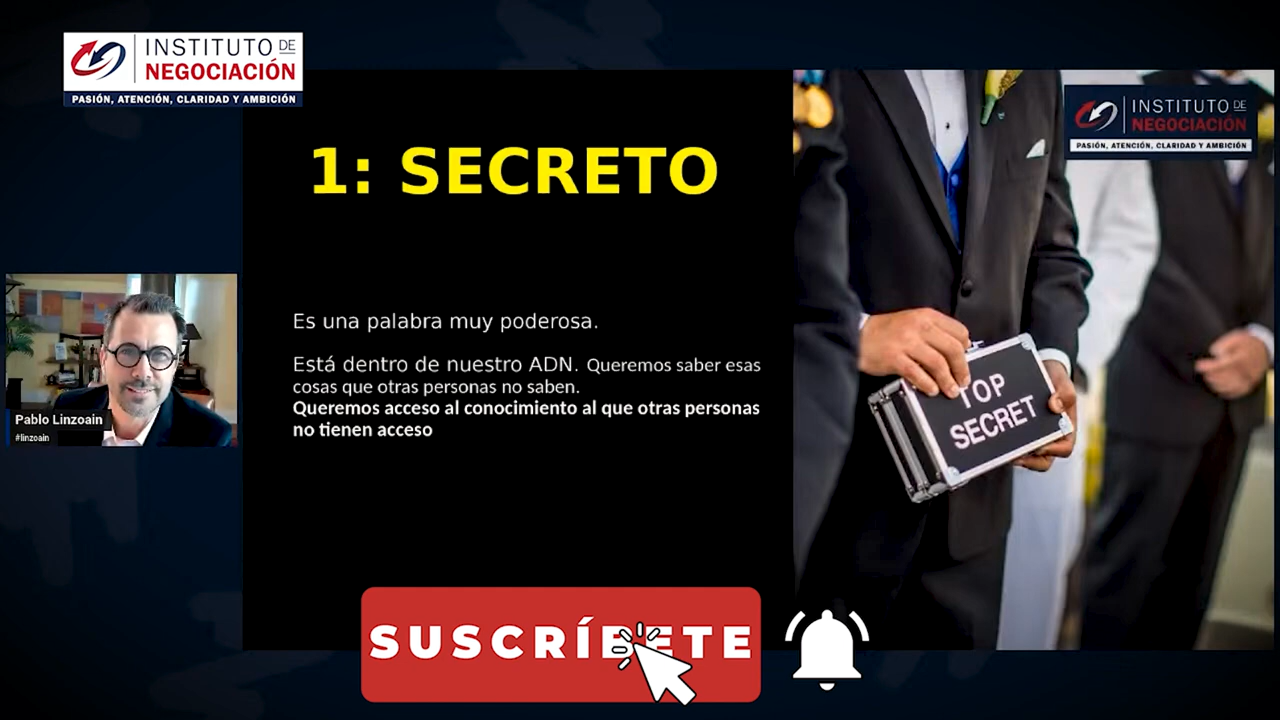 INSTITUTO DE
NEGOCIACIÓN
PASIÓN, ATENCIÓN, CLARIDAD Y AMBICIÓN
INSTITUTO DE
NEGOCIACIÓN
PASIÓN, ATENCIÓN, CLARIDAD Y AMBICIÓN
1: SECRETO
Es una palabra muy poderosa.
Está dentro de nuestro ADN. Queremos saber esas
cosas que otras personas no saben.
Queremos acceso al conocimiento al que otras personas
no tienen acceso
TOP
SECRET
Pablo Linzoain
#linzoain
SUSCRÍBETE